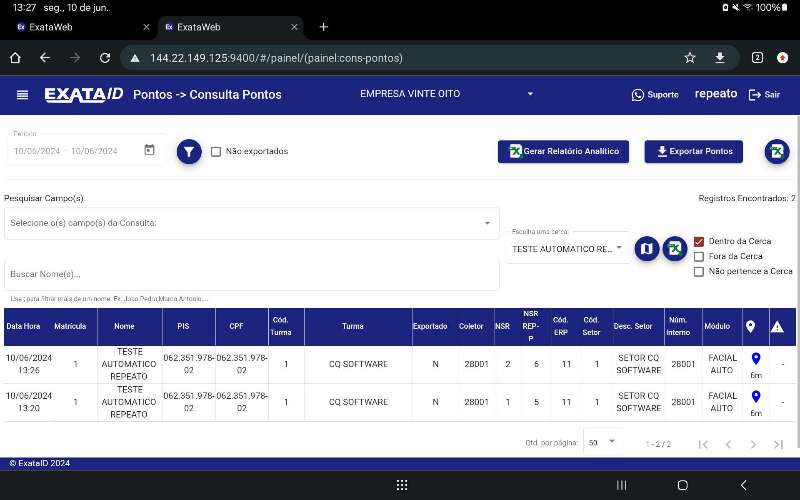 13:27 seg., 10 de jun. 100%
ExataWeb
ExataWeb
144.22.149.125:9400/#/painel/(painel:cons-pontos)
2
EXATAID Pontos -> Consulta Pontos EMPRESA VINTE OITO Suporte repeato Sair
Período
10/06/2024 – 10/06/2024
Não exportados
Gerar Relatório Analítico
Exportar Pontos
Pesquisar Campo(s)
Registros Encontrados: 2
Selecione o(s) campo(s) da Consulta:
Escolha uma cerca:
TESTE AUTOMATICO RE...
Dentro da Cerca
Fora da Cerca
Não pertence a Cerca
Buscar Nome(s)...
Use ; para filtrar mais de um nome. Ex: Joao Pedro;Marco Antonio;...
Data Hora Matrícula Nome PIS CPF Cód. Turma Turma Exportado Coletor NSR NSR REP-P Cód. ERP Cód. Setor Desc. Setor Núm. Interno Módulo
10/06/2024 13:26 1 TESTE AUTOMATICO REPEATO 062.351.978-02 062.351.978-02 1 CQ SOFTWARE N 28001 2 6 11 1 SETOR CQ SOFTWARE 28001 FACIAL AUTO 6m -
10/06/2024 13:20 1 TESTE AUTOMATICO REPEATO 062.351.978-02 062.351.978-02 1 CQ SOFTWARE N 28001 1 5 11 1 SETOR CQ SOFTWARE 28001 FACIAL AUTO 6m -
Qtd. por página: 50 1 - 2 / 2
© ExataID 2024